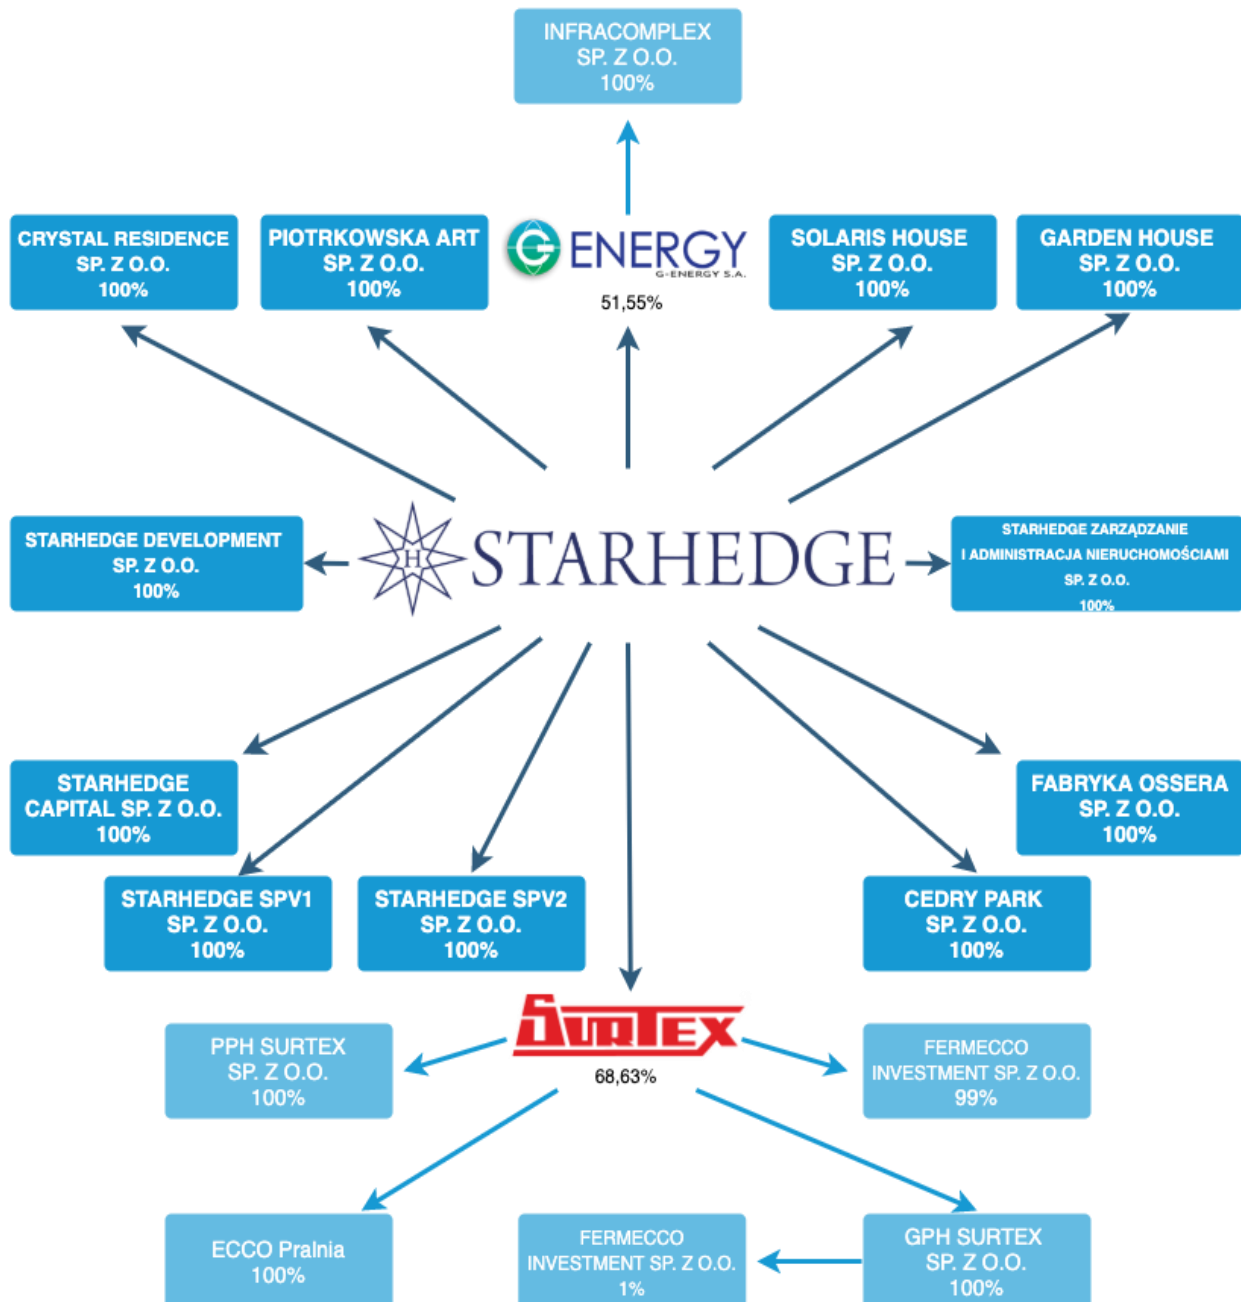 INFRACOMPLEX
SP. Z O.O.
100%
CRYSTAL RESIDENCE
SP. Z O.O.
100%
PIOTRKOWSKA ART
SP. Z O.O.
100%
G ENERGY
G-ENERGY S.A.
51,55%
SOLARIS HOUSE
SP. Z O.O.
100%
GARDEN HOUSE
SP. Z O.O.
100%
STARHEDGE DEVELOPMENT
SP. Z O.O.
100%
H STARHEDGE
STARHEDGE ZARZĄDZANIE
I ADMINISTRACJA NIERUCHOMOŚCIAMI
SP. Z O.O.
100%
STARHEDGE
CAPITAL SP. Z O.O.
100%
FABRYKA OSSERA
SP. Z O.O.
100%
STARHEDGE SPV1
SP. Z O.O.
100%
STARHEDGE SPV2
SP. Z O.O.
100%
CEDRY PARK
SP. Z O.O.
100%
SURTEX
68,63%
PPH SURTEX
SP. Z O.O.
100%
FERMECCO
INVESTMENT SP. Z O.O.
99%
ECCO Pralnia
100%
FERMECCO
INVESTMENT SP. Z O.O.
1%
GPH SURTEX
SP. Z O.O.
100%